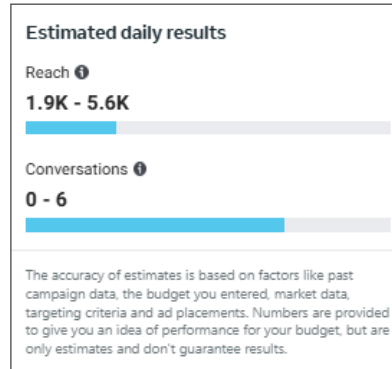 Estimated daily results
Reach
1.9K - 5.6K
Conversations
0 - 6
The accuracy of estimates is based on factors like past
campaign data, the budget you entered, market data,
targeting criteria and ad placements. Numbers are provided
to give you an idea of performance for your budget, but are
only estimates and don't guarantee results.